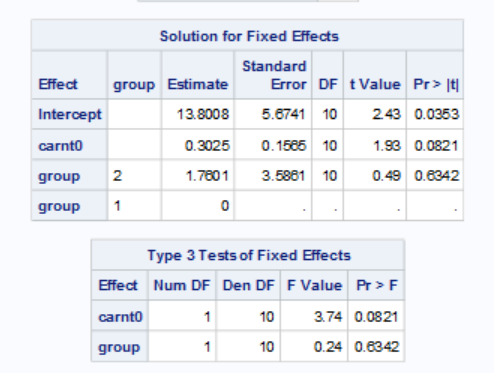 Solution for Fixed Effects
Effect group Estimate Standard Error DF t Value Pr > |t|
Intercept 13.8008 5.6741 10 2.43 0.0353
carnt0 0.3025 0.1565 10 1.93 0.0821
group 2 1.7601 3.5861 10 0.49 0.6342
group 1 0 . . . .
Type 3 Tests of Fixed Effects
Effect Num DF Den DF F Value Pr > F
carnt0 1 10 3.74 0.0821
group 1 10 0.24 0.6342